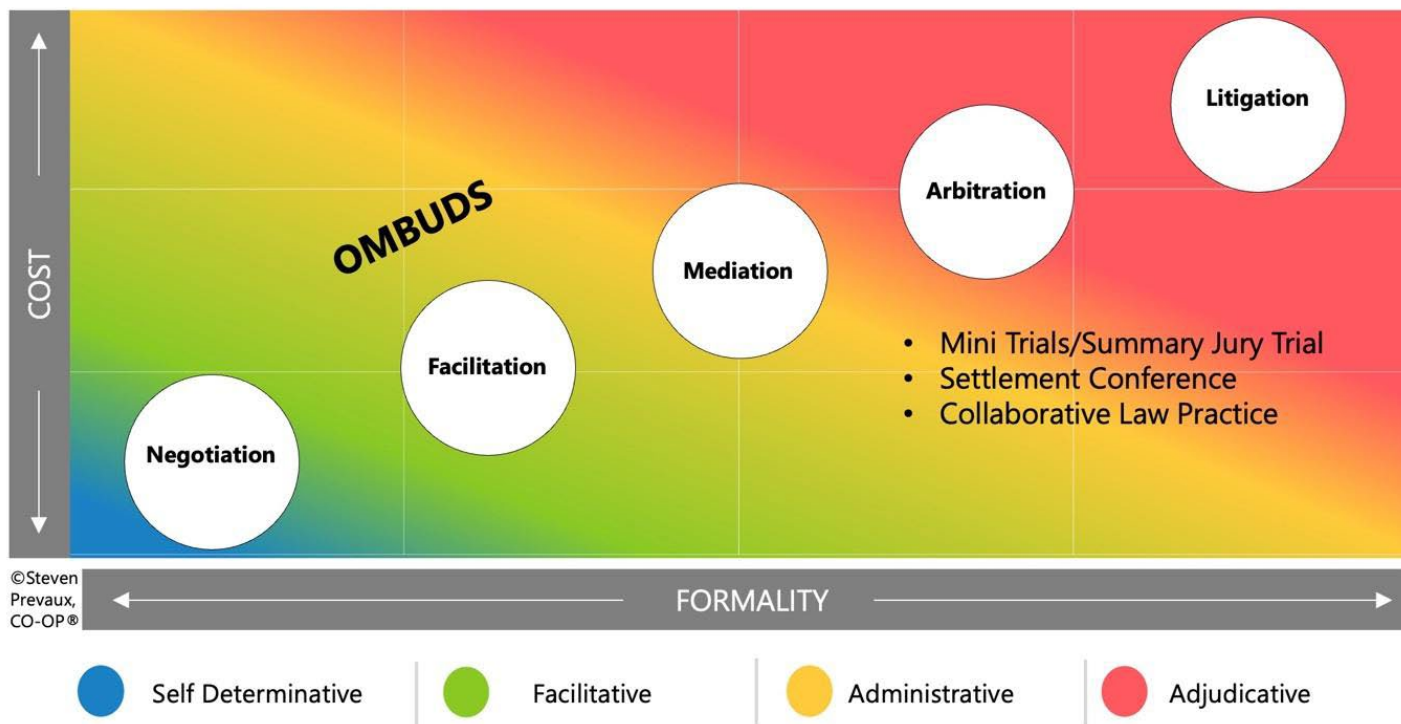 COST
OMBUDS
Negotiation
Facilitation
Mediation
Arbitration
Litigation
• Mini Trials/Summary Jury Trial
• Settlement Conference
• Collaborative Law Practice
©Steven
Prevaux,
CO-OP®
FORMALITY
Self Determinative
Facilitative
Administrative
Adjudicative